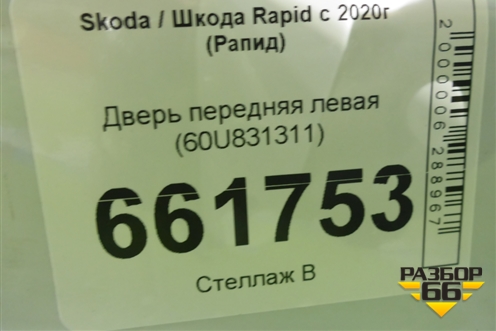 Skoda / Шкода Rapid с 2020г
(Рапид)
Дверь передняя левая
(60U831311)
661753
Стеллаж В
2000006288967
РАЗБОР
66